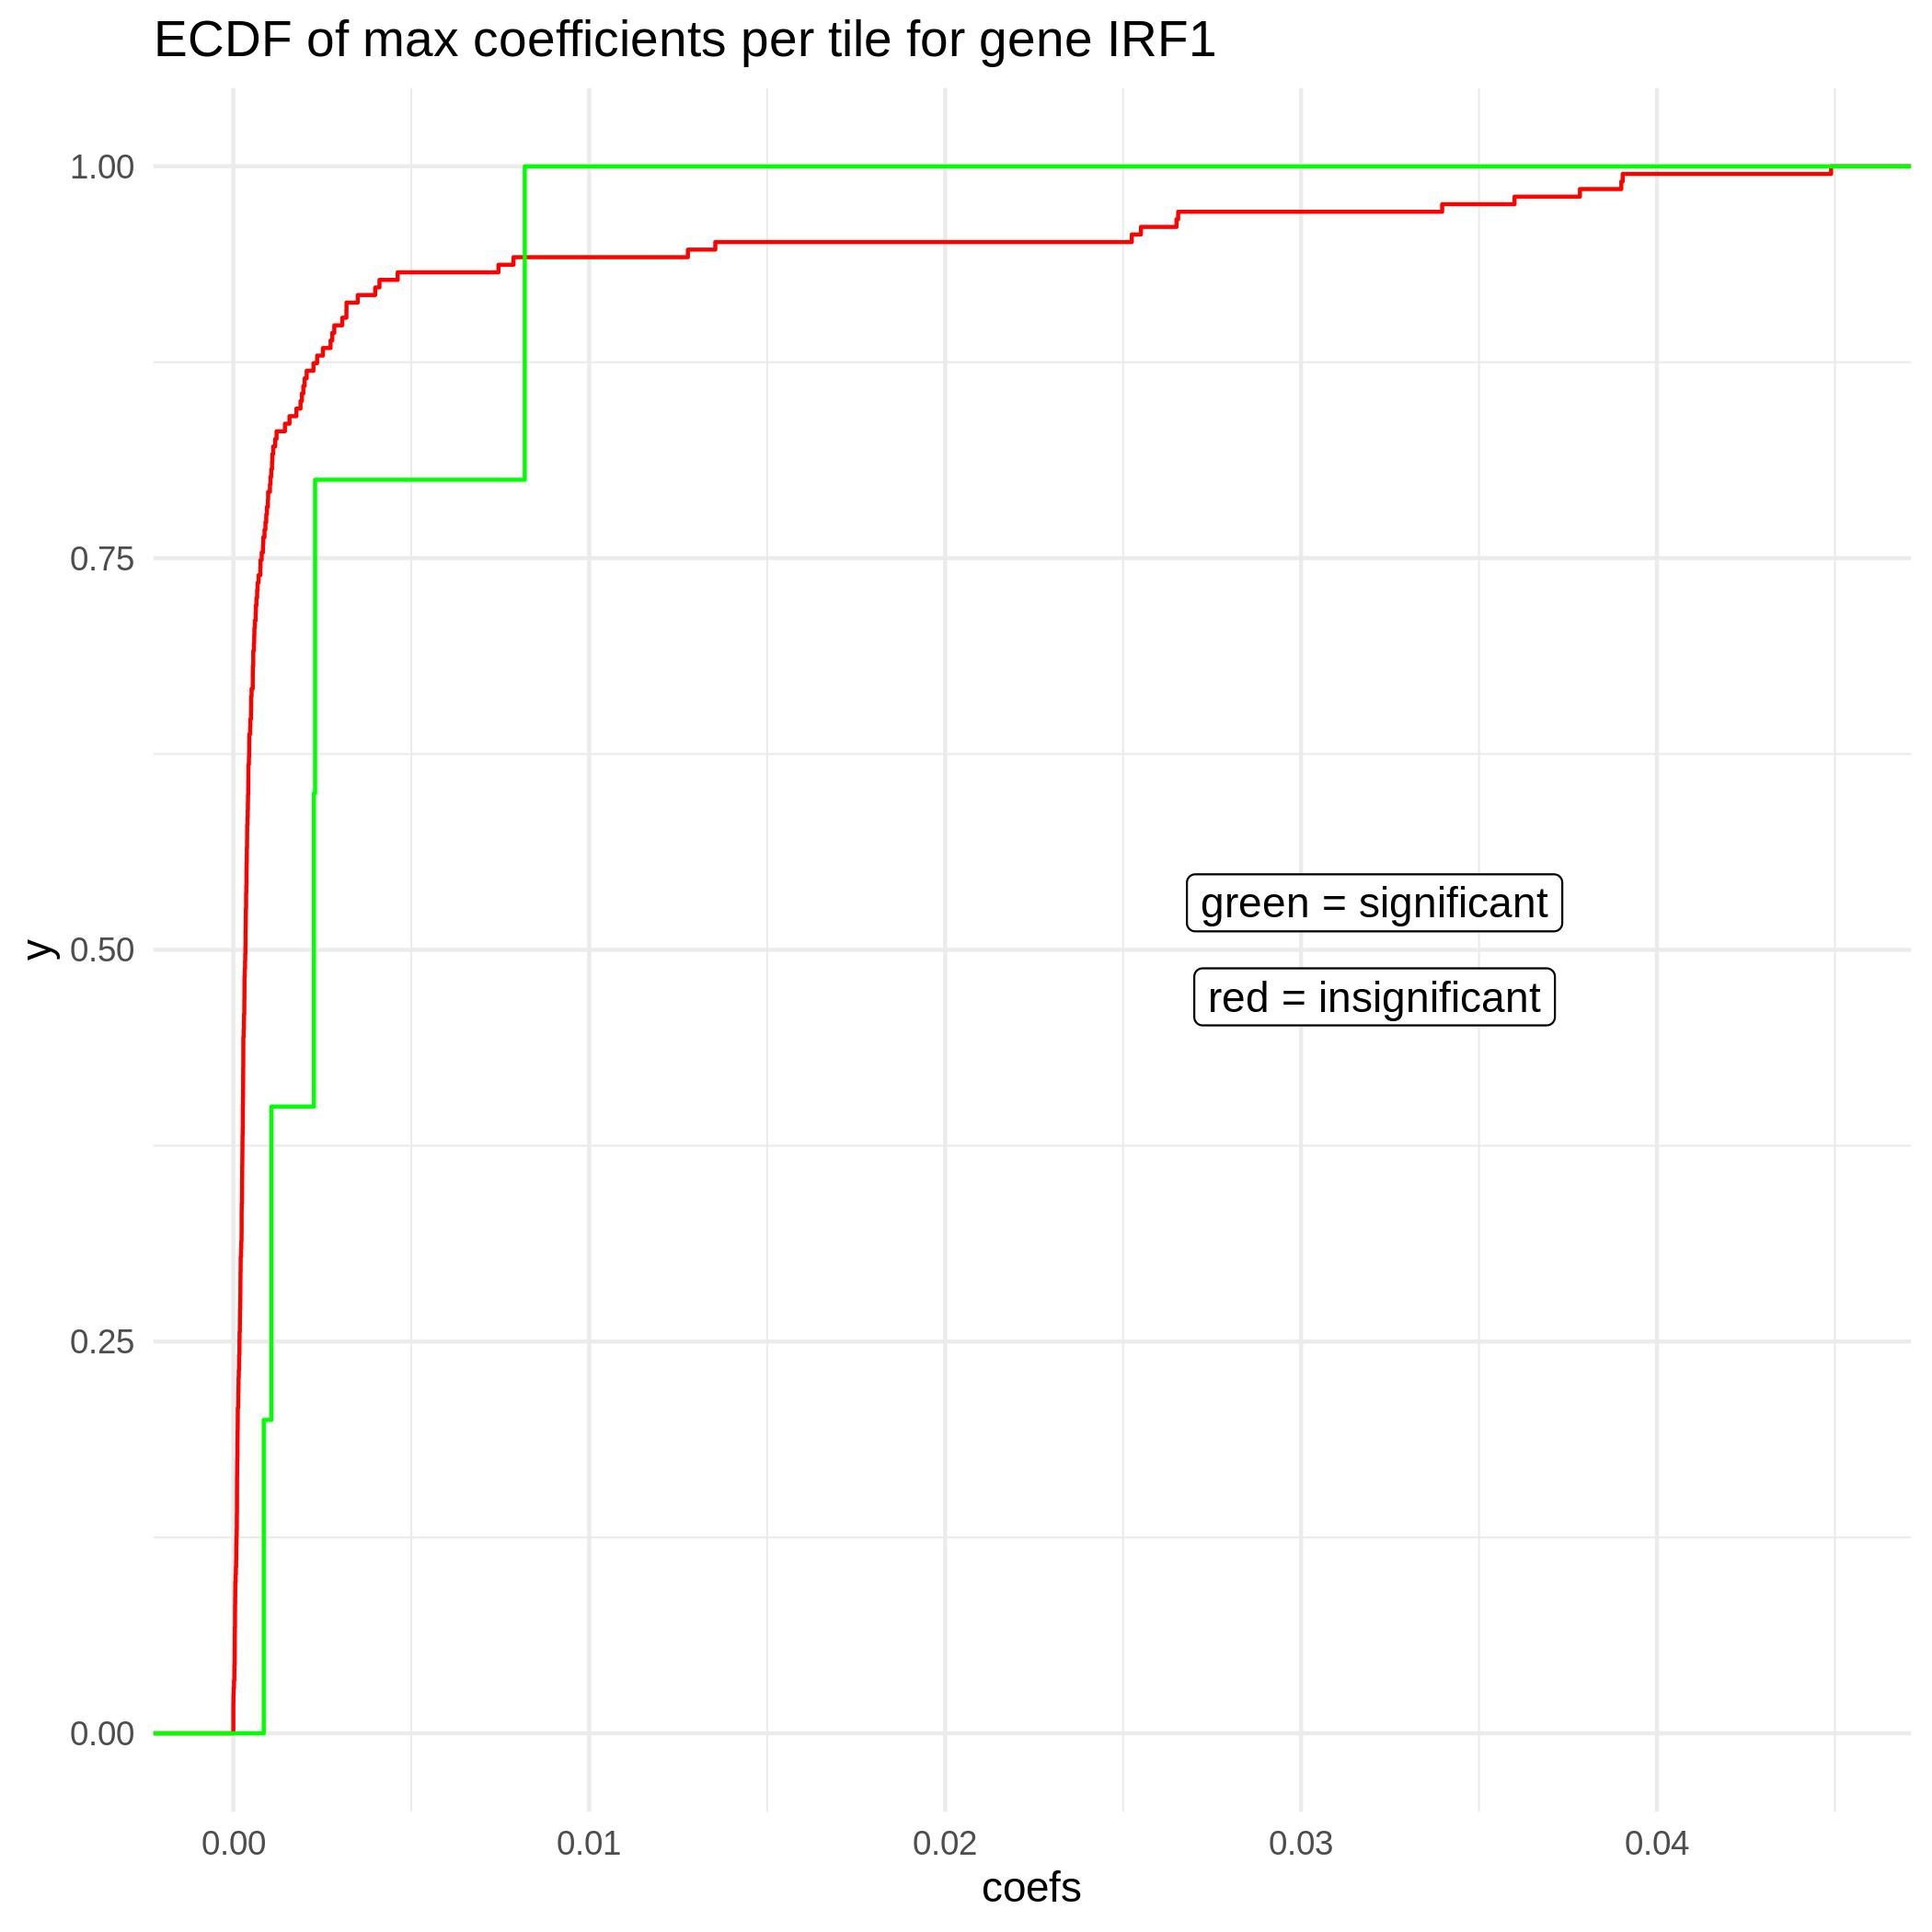 ECDF of max coefficients per tile for gene IRF1
1.00
0.75
0.50
0.25
0.00
y
green = significant
red = insignificant
0.00 0.01 0.02 0.03 0.04
coefs